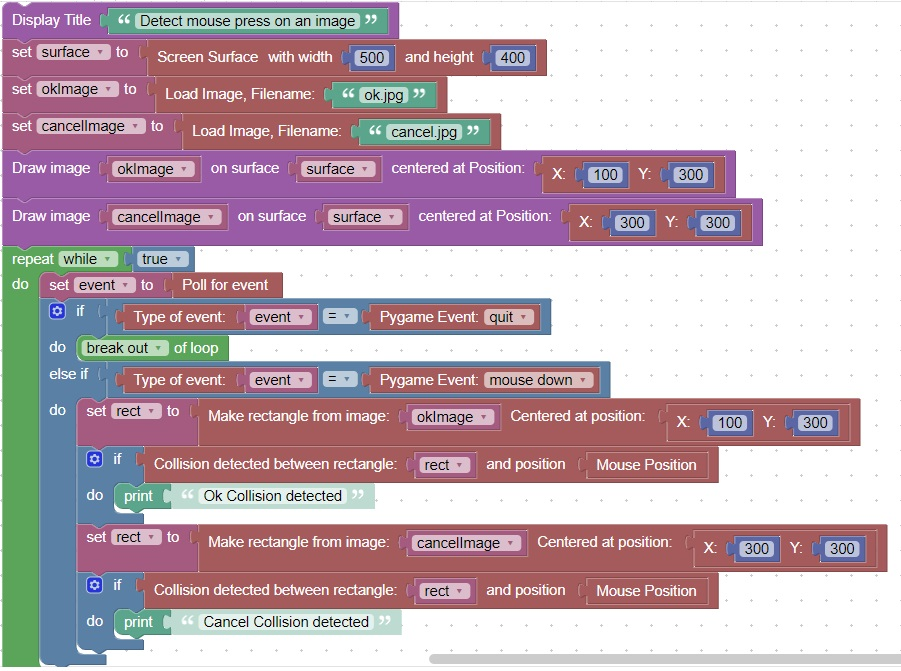 Display Title “ Detect mouse press on an image ”
set surface to Screen Surface with width 500 and height 400
set okImage to Load Image, Filename: “ ok.jpg ”
set cancelImage to Load Image, Filename: “ cancel.jpg ”
Draw image okImage on surface surface centered at Position: X: 100 Y: 300
Draw image cancelImage on surface surface centered at Position: X: 300 Y: 300
repeat while true
do set event to Poll for event
if Type of event: event = Pygame Event: quit
do break out of loop
else if Type of event: event = Pygame Event: mouse down
do set rect to Make rectangle from image: okImage Centered at position: X: 100 Y: 300
if Collision detected between rectangle: rect and position Mouse Position
do print “ Ok Collision detected ”
set rect to Make rectangle from image: cancelImage Centered at position: X: 300 Y: 300
if Collision detected between rectangle: rect and position Mouse Position
do print “ Cancel Collision detected ”